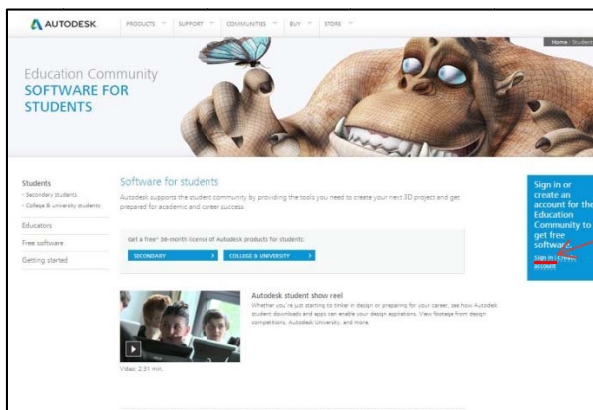 AUTODESK
PRODUCTS SUPPORT COMMUNITIES BUY STORE
Home Student
Education Community
SOFTWARE FOR
STUDENTS
Students
- Secondary students
- College & university students
Educators
Free software
Getting started
Software for students
Autodesk supports the student community by providing the tools you need to create your next 3D project and get
prepared for academic and career success.
Get a free* 36-month license of Autodesk products for students:
SECONDARY >
COLLEGE & UNIVERSITY >
Autodesk student show reel
Whether you're just starting to tinker in design or preparing for your career, see how Autodesk
student downloads and apps can enable your design aspirations. View footage from design
competitions, Autodesk University, and more.
Video: 2:31 min.
Sign in or
create an
account for the
Education
Community to
get free
software.
Sign in | Create
account